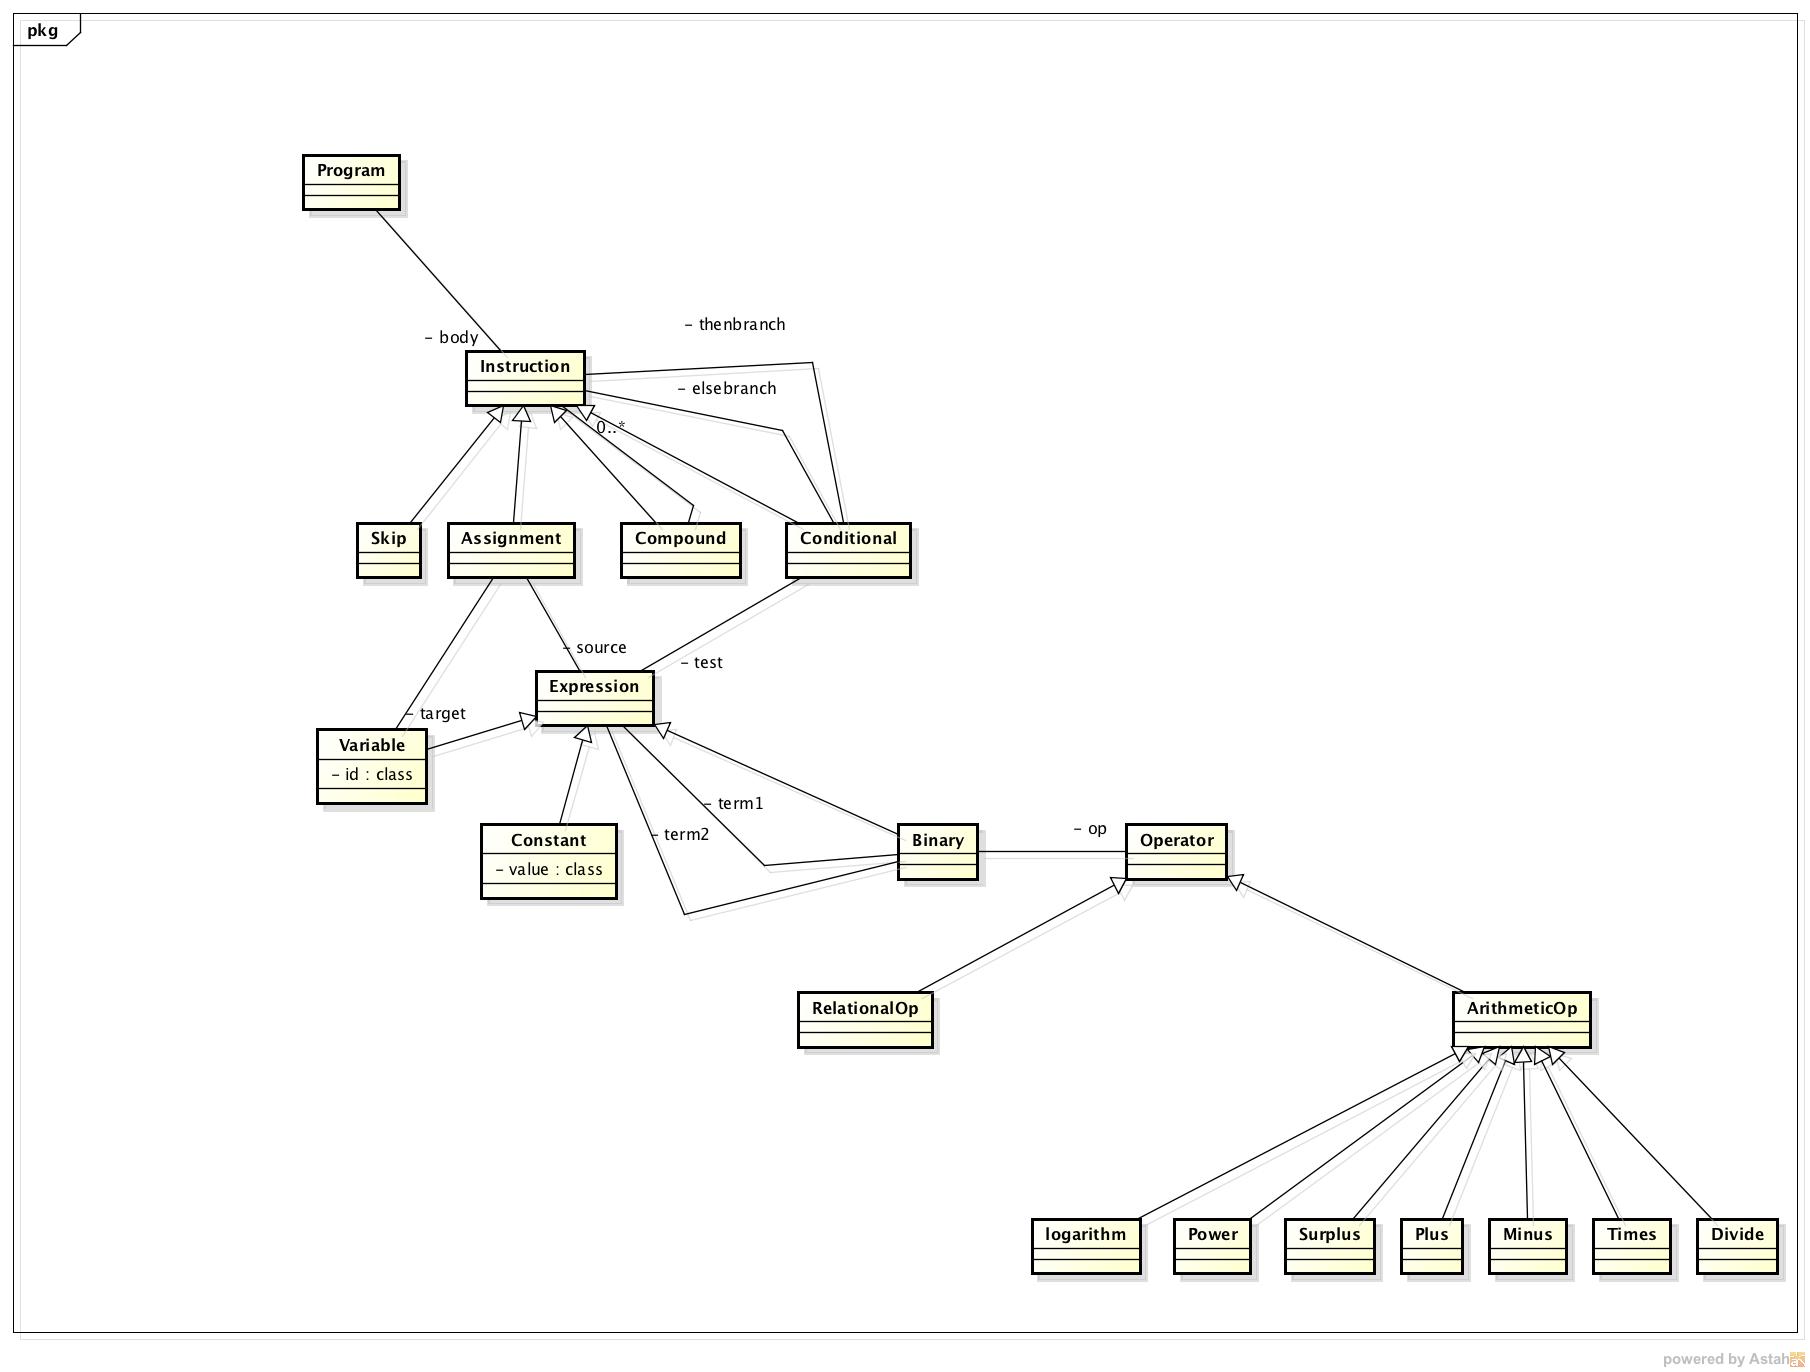 pkg
Program
- body
- thenbranch
Instruction
- elsebranch
0..*
Skip
Assignment
Compound
Conditional
- source
- test
Expression
- target
Variable
- id : class
- term1
- term2
Constant
- value : class
Binary
- op
Operator
RelationalOp
ArithmeticOp
logarithm
Power
Surplus
Plus
Minus
Times
Divide
powered by Astah